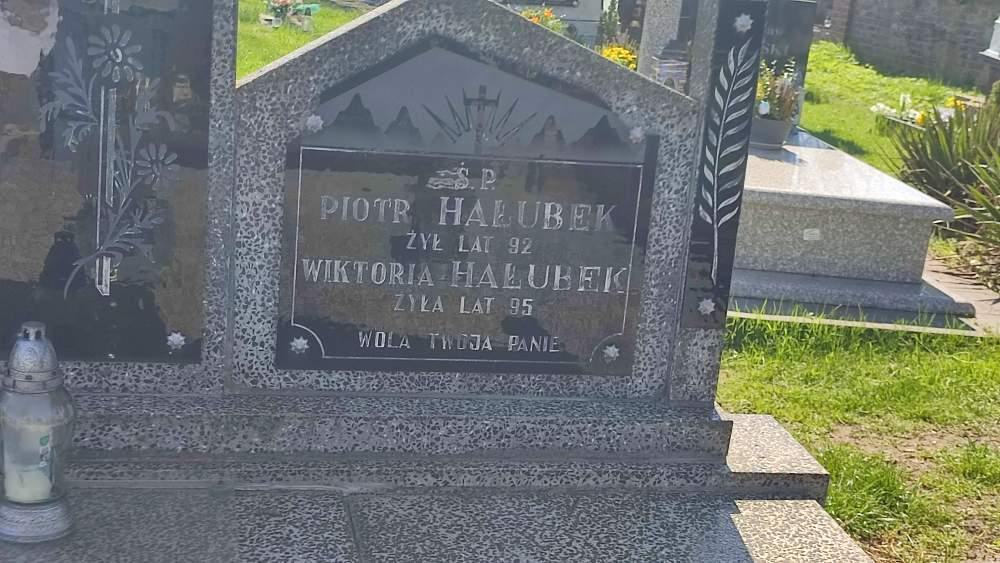 Ś. P.
PIOTR HAŁUBEK
ŻYŁ LAT 92
WIKTORIA HAŁUBEK
ŻYŁA LAT 95
WOLA TWOJA PANIE